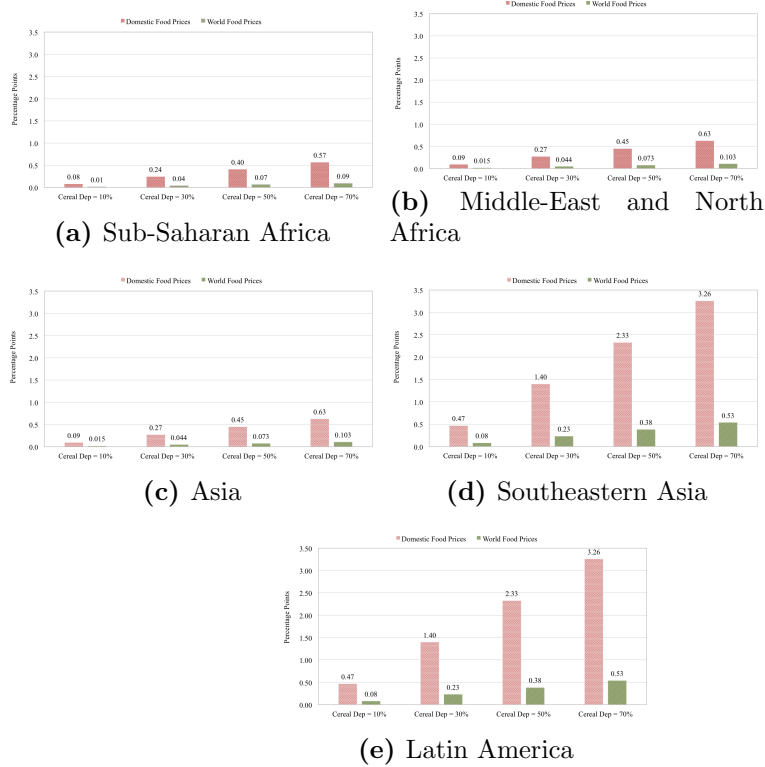 Domestic Food Prices World Food Prices
Percentage Points
3.5
3.0
2.5
2.0
1.5
1.0
0.5
0.0
0.08 0.01 0.24 0.04 0.40 0.07 0.57 0.09
Cereal Dep = 10% Cereal Dep = 30% Cereal Dep = 50% Cereal Dep = 70%
(a) Sub-Saharan Africa
Domestic Food Prices World Food Prices
Percentage Points
3.5
3.0
2.5
2.0
1.5
1.0
0.5
0.0
0.09 0.015 0.27 0.044 0.45 0.073 0.63 0.103
Cereal Dep = 10% Cereal Dep = 30% Cereal Dep = 50% Cereal Dep = 70%
(b) Middle-East and North
Africa
Domestic Food Prices World Food Prices
Percentage Points
3.5
3.0
2.5
2.0
1.5
1.0
0.5
0.0
0.09 0.015 0.27 0.044 0.45 0.073 0.63 0.103
Cereal Dep = 10% Cereal Dep = 30% Cereal Dep = 50% Cereal Dep = 70%
(c) Asia
Domestic Food Prices World Food Prices
Percentage Points
3.5
3.0
2.5
2.0
1.5
1.0
0.5
0.0
0.47 0.08 1.40 0.23 2.33 0.38 3.26 0.53
Cereal Dep = 10% Cereal Dep = 30% Cereal Dep = 50% Cereal Dep = 70%
(d) Southeastern Asia
Domestic Food Prices World Food Prices
Percentage Points
3.50
3.00
2.50
2.00
1.50
1.00
0.50
0.00
0.47 0.08 1.40 0.23 2.33 0.38 3.26 0.53
Cereal Dep = 10% Cereal Dep = 30% Cereal Dep = 50% Cereal Dep = 70%
(e) Latin America